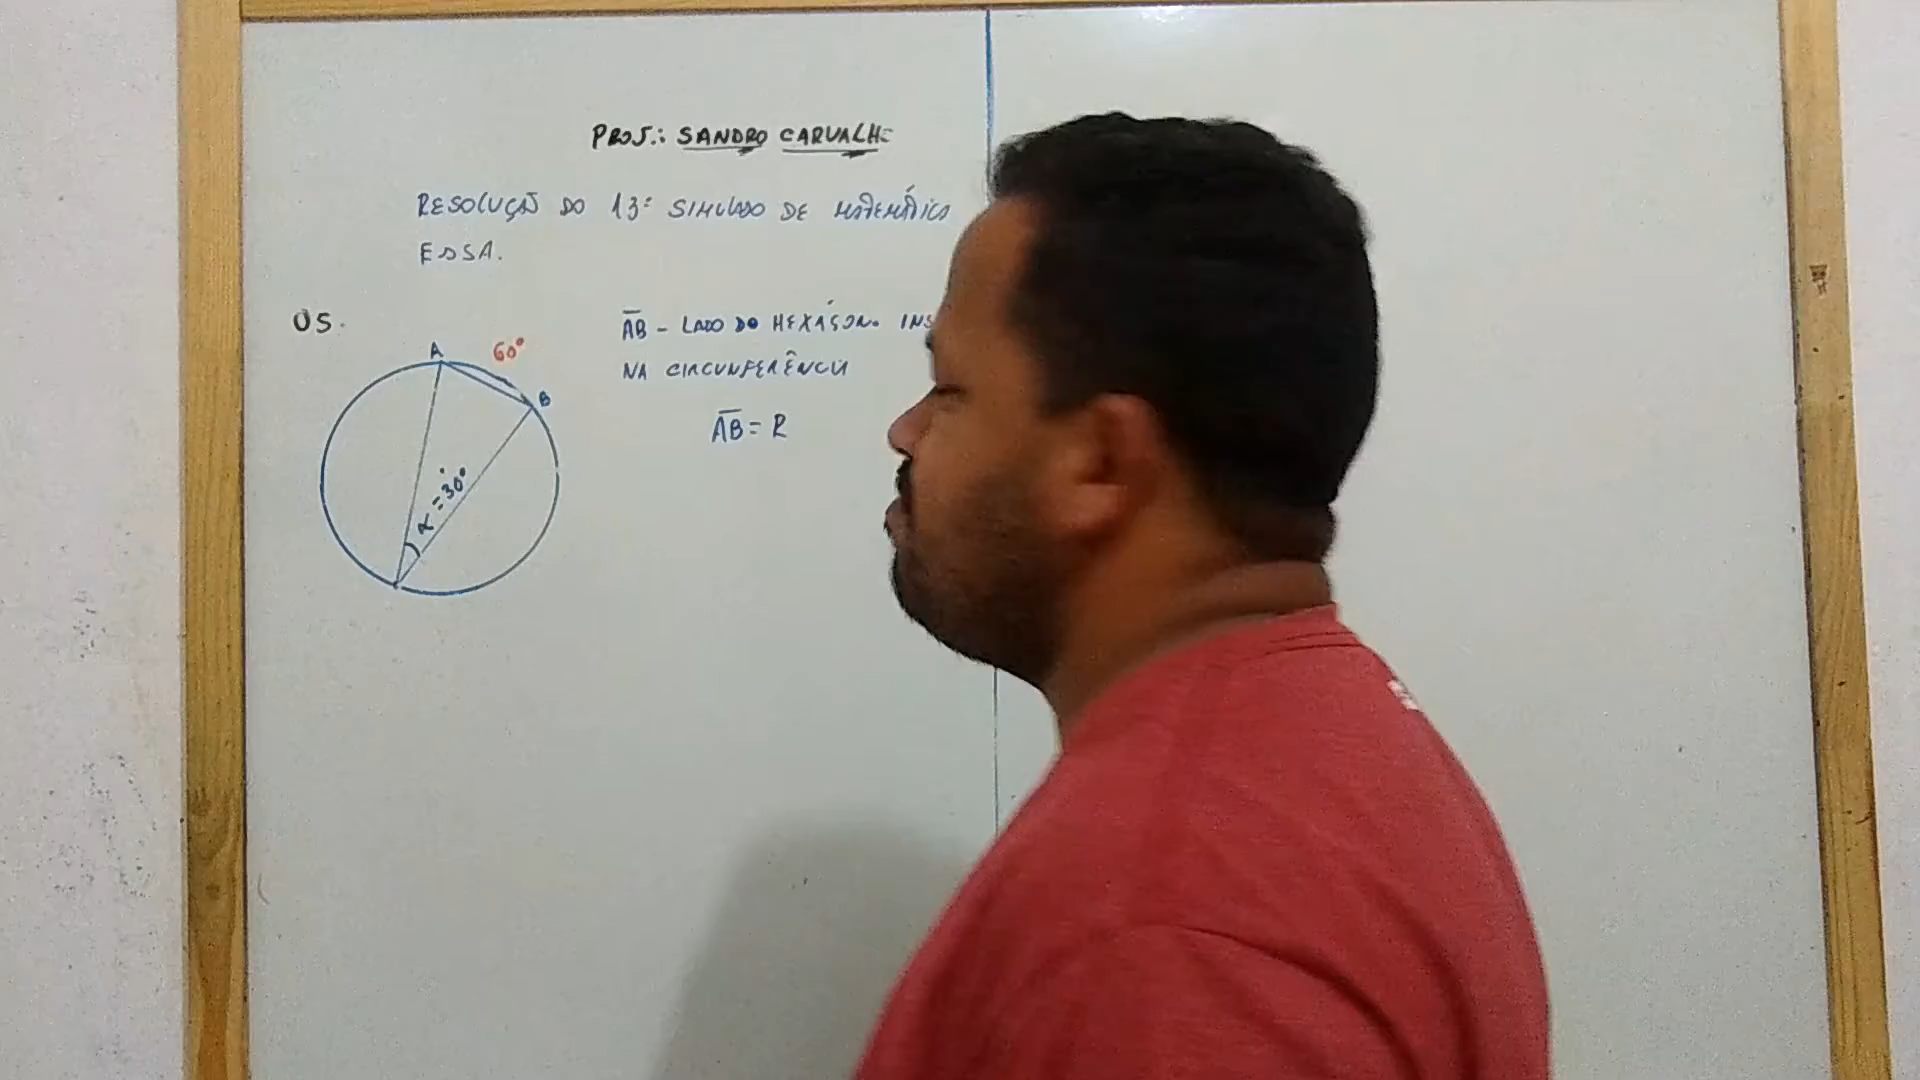 PROF.: SANDRO CARVALHO
RESOLUÇÃO DO 13º SIMULADO DE MATEMÁTICA
ESSA.
05.
AB - LADO DO HEXÁGONO INS
NA CIRCUNFERÊNCIA
AB = R
A
60°
B
α = 30°